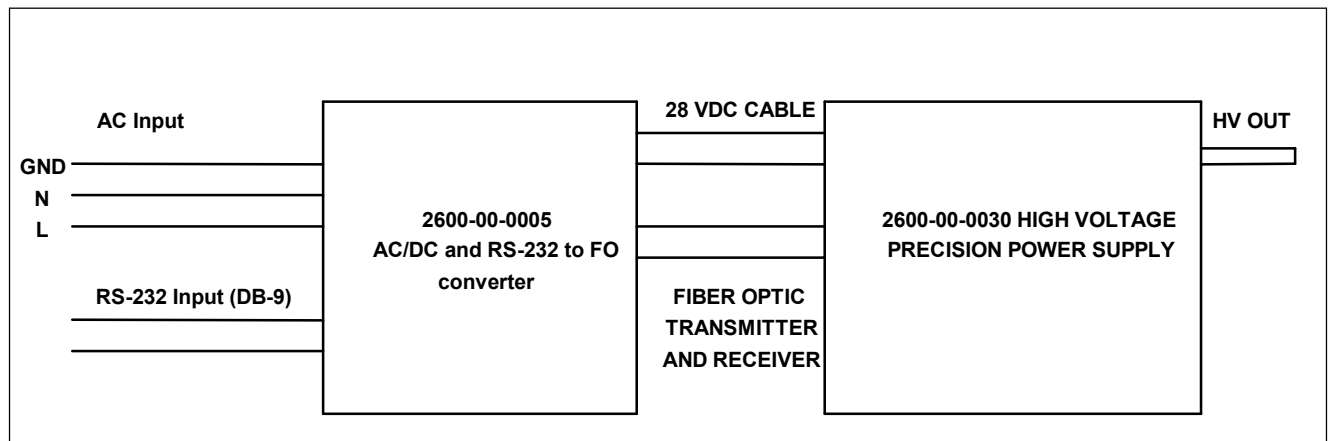 AC Input
GND
N
L
RS-232 Input (DB-9)
2600-00-0005
AC/DC and RS-232 to FO
converter
28 VDC CABLE
FIBER OPTIC
TRANSMITTER
AND RECEIVER
2600-00-0030 HIGH VOLTAGE
PRECISION POWER SUPPLY
HV OUT